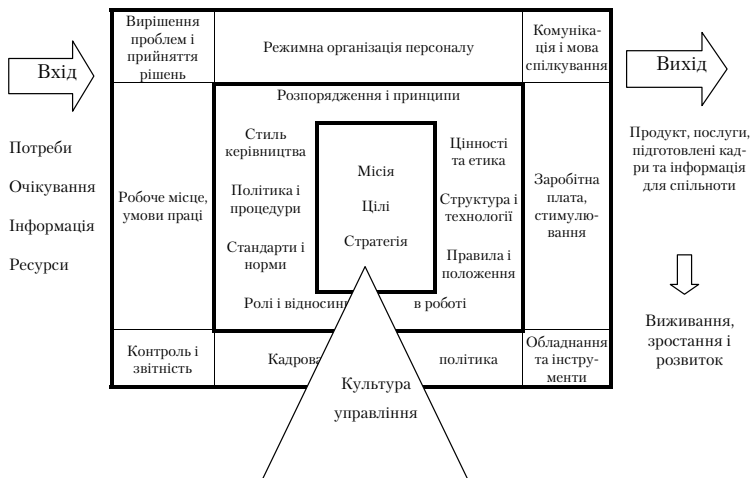 Вхід
Потреби
Очікування
Інформація
Ресурси
Вирішення
проблем і
прийняття
рішень
Режимна організація персоналу
Комуніка-
ція і мова
спілкування
Робоче місце,
умови праці
Розпорядження і принципи
Стиль
керівництва
Політика і
процедури
Стандарти і
норми
Місія
Цілі
Стратегія
Цінності
та етика
Структура і
технології
Правила і
положення
Ролі і відносини в роботі
Заробітна
плата,
стимулю-
вання
Контроль і
звітність
Кадрова політика
Обладнання
та інстру-
менти
Культура
управління
Вихід
Продукт, послуги,
підготовлені кад-
ри та інформація
для спільноти
Виживання,
зростання і
розвиток